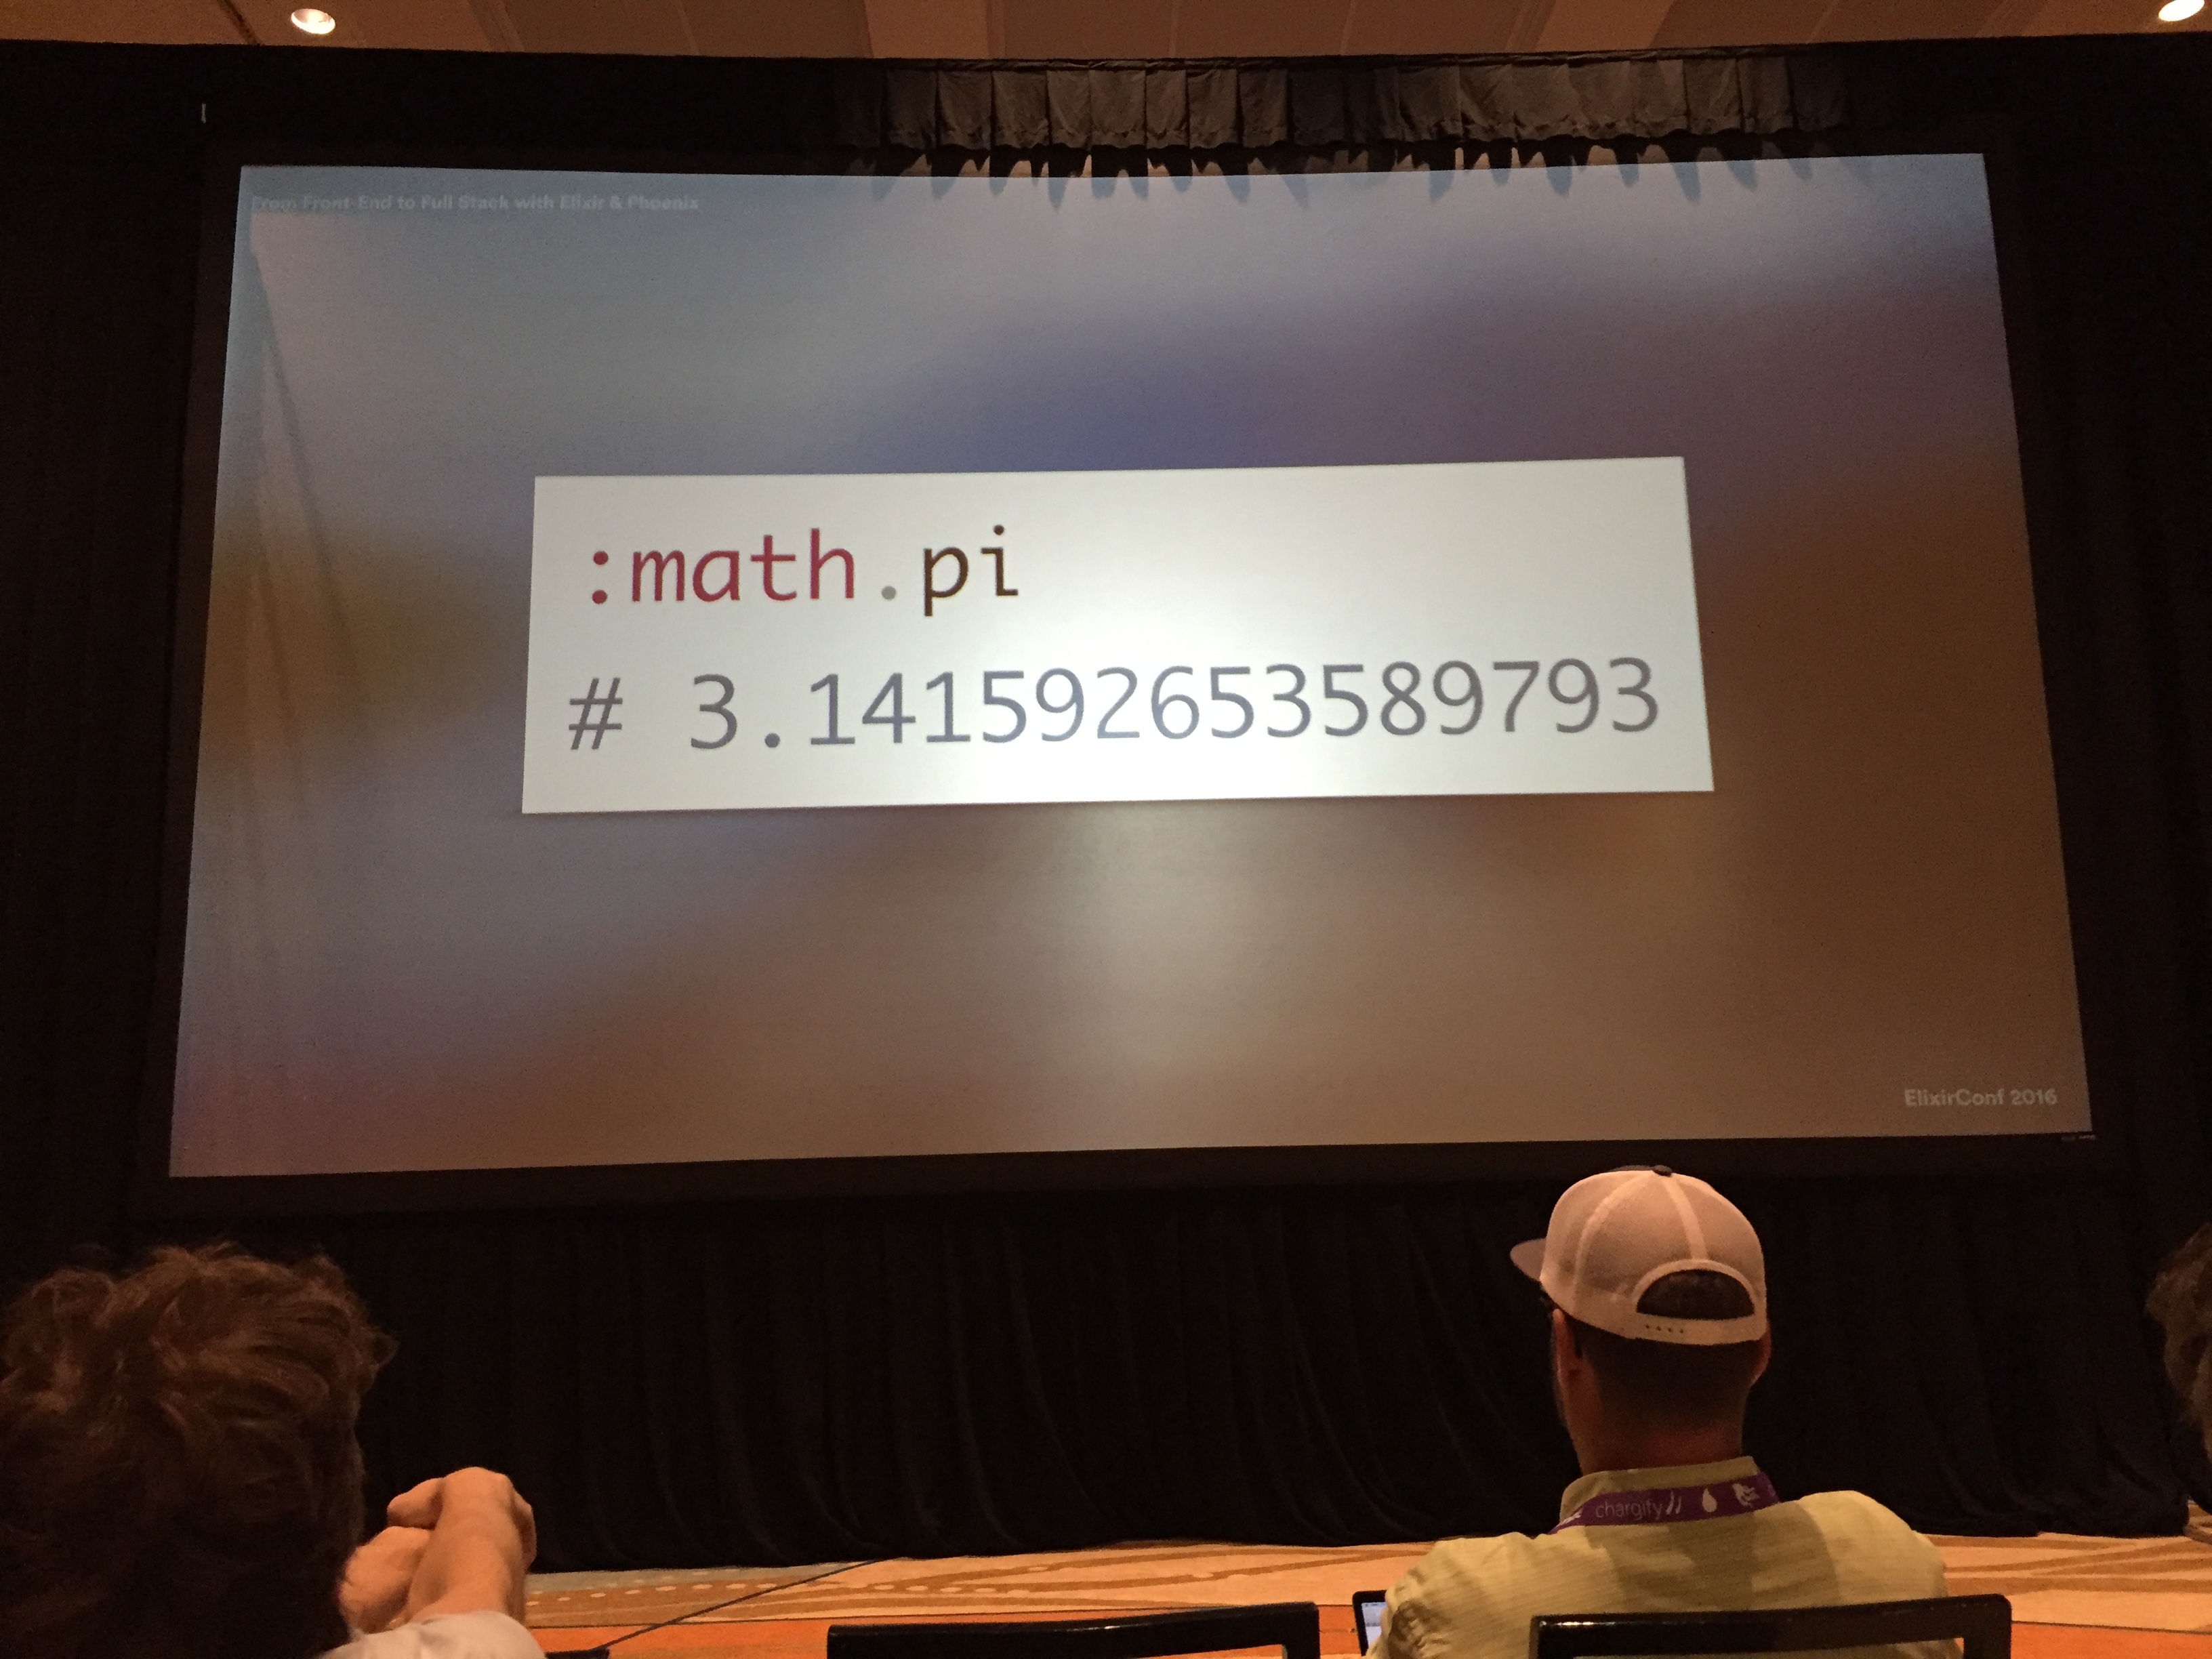 From Front-End to Full Stack with Elixir & Phoenix
:math.pi
# 3.141592653589793
ElixirConf 2016
chargify